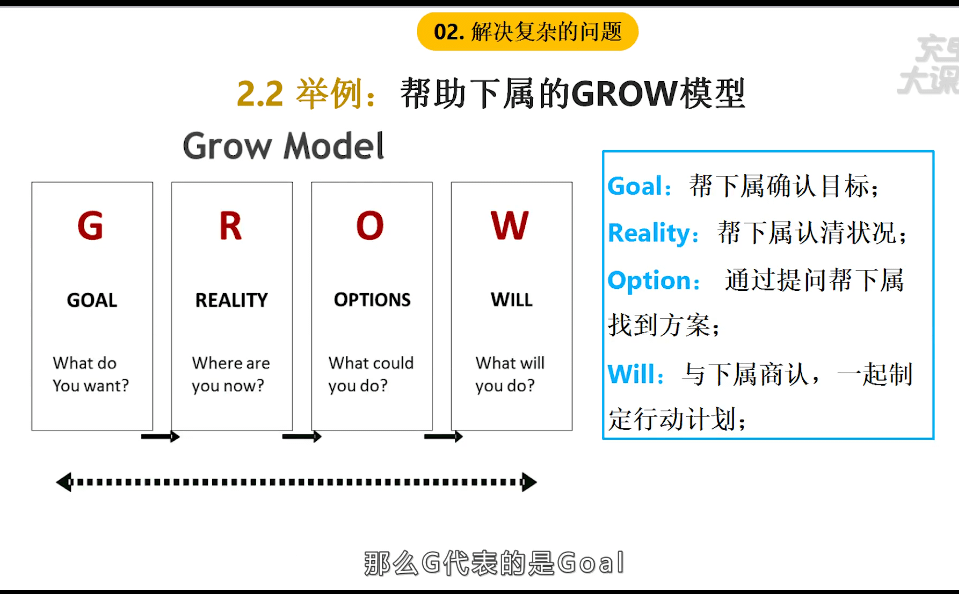 02. 解决复杂的问题
大课
2.2 举例：帮助下属的GROW模型
Grow Model
G
GOAL
What do
You want?
R
REALITY
Where are
you now?
O
OPTIONS
What could
you do?
W
WILL
What will
you do?
Goal：帮下属确认目标；
Reality：帮下属认清状况；
Option： 通过提问帮下属
找到方案；
Will：与下属商认，一起制
定行动计划；
那么G代表的是Goal